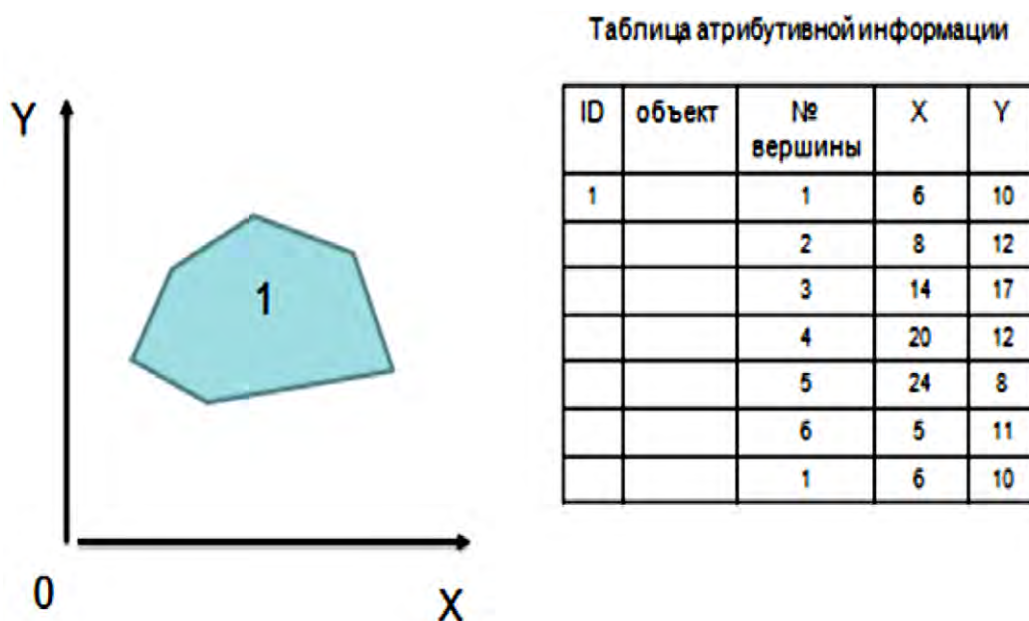 Таблица атрибутивной информации
ID объект № вершины X Y
1 1 6 10
2 8 12
3 14 17
4 20 12
5 24 8
6 5 11
1 6 10
Y
1
0
X